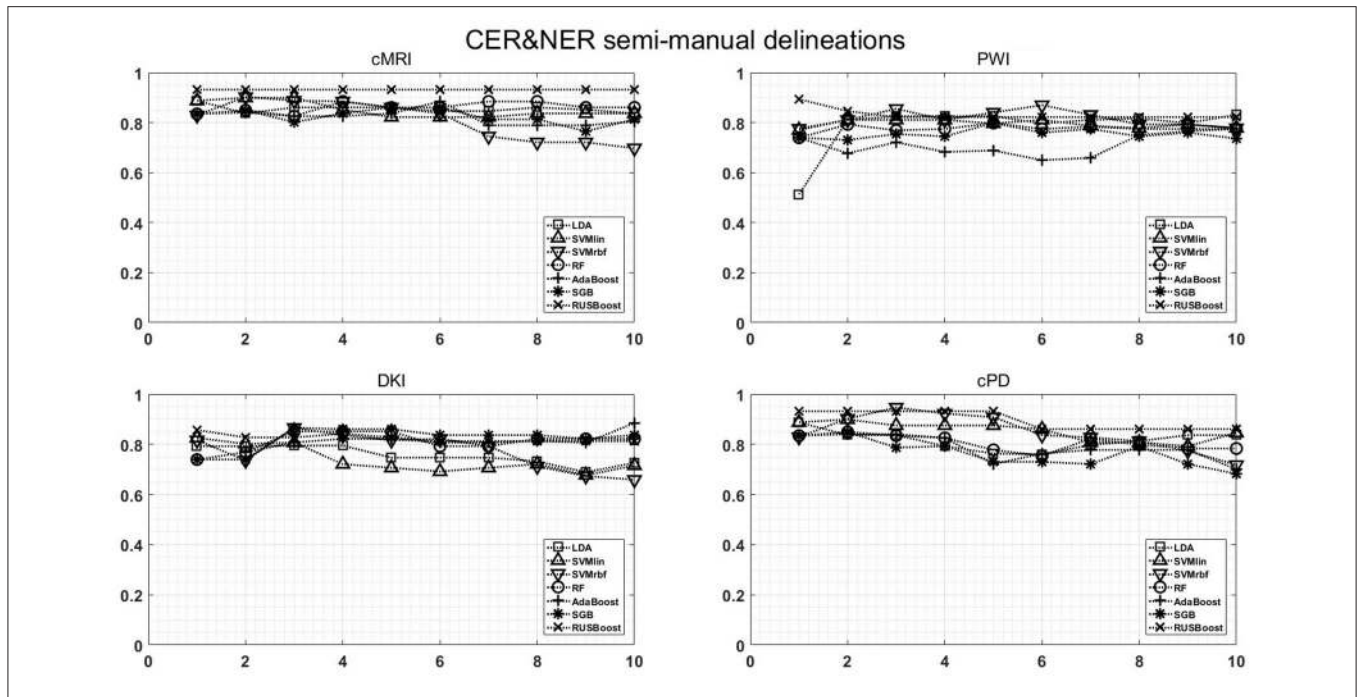 CER&NER semi-manual delineations
cMRI
1
0.8
0.6
0.4
0.2
0
0 2 4 6 8 10
LDA
SVMlin
SVMrbf
RF
AdaBoost
SGB
RUSBoost
PWI
1
0.8
0.6
0.4
0.2
0
0 2 4 6 8 10
LDA
SVMlin
SVMrbf
RF
AdaBoost
SGB
RUSBoost
DKI
1
0.8
0.6
0.4
0.2
0
0 2 4 6 8 10
LDA
SVMlin
SVMrbf
RF
AdaBoost
SGB
RUSBoost
cPD
1
0.8
0.6
0.4
0.2
0
0 2 4 6 8 10
LDA
SVMlin
SVMrbf
RF
AdaBoost
SGB
RUSBoost